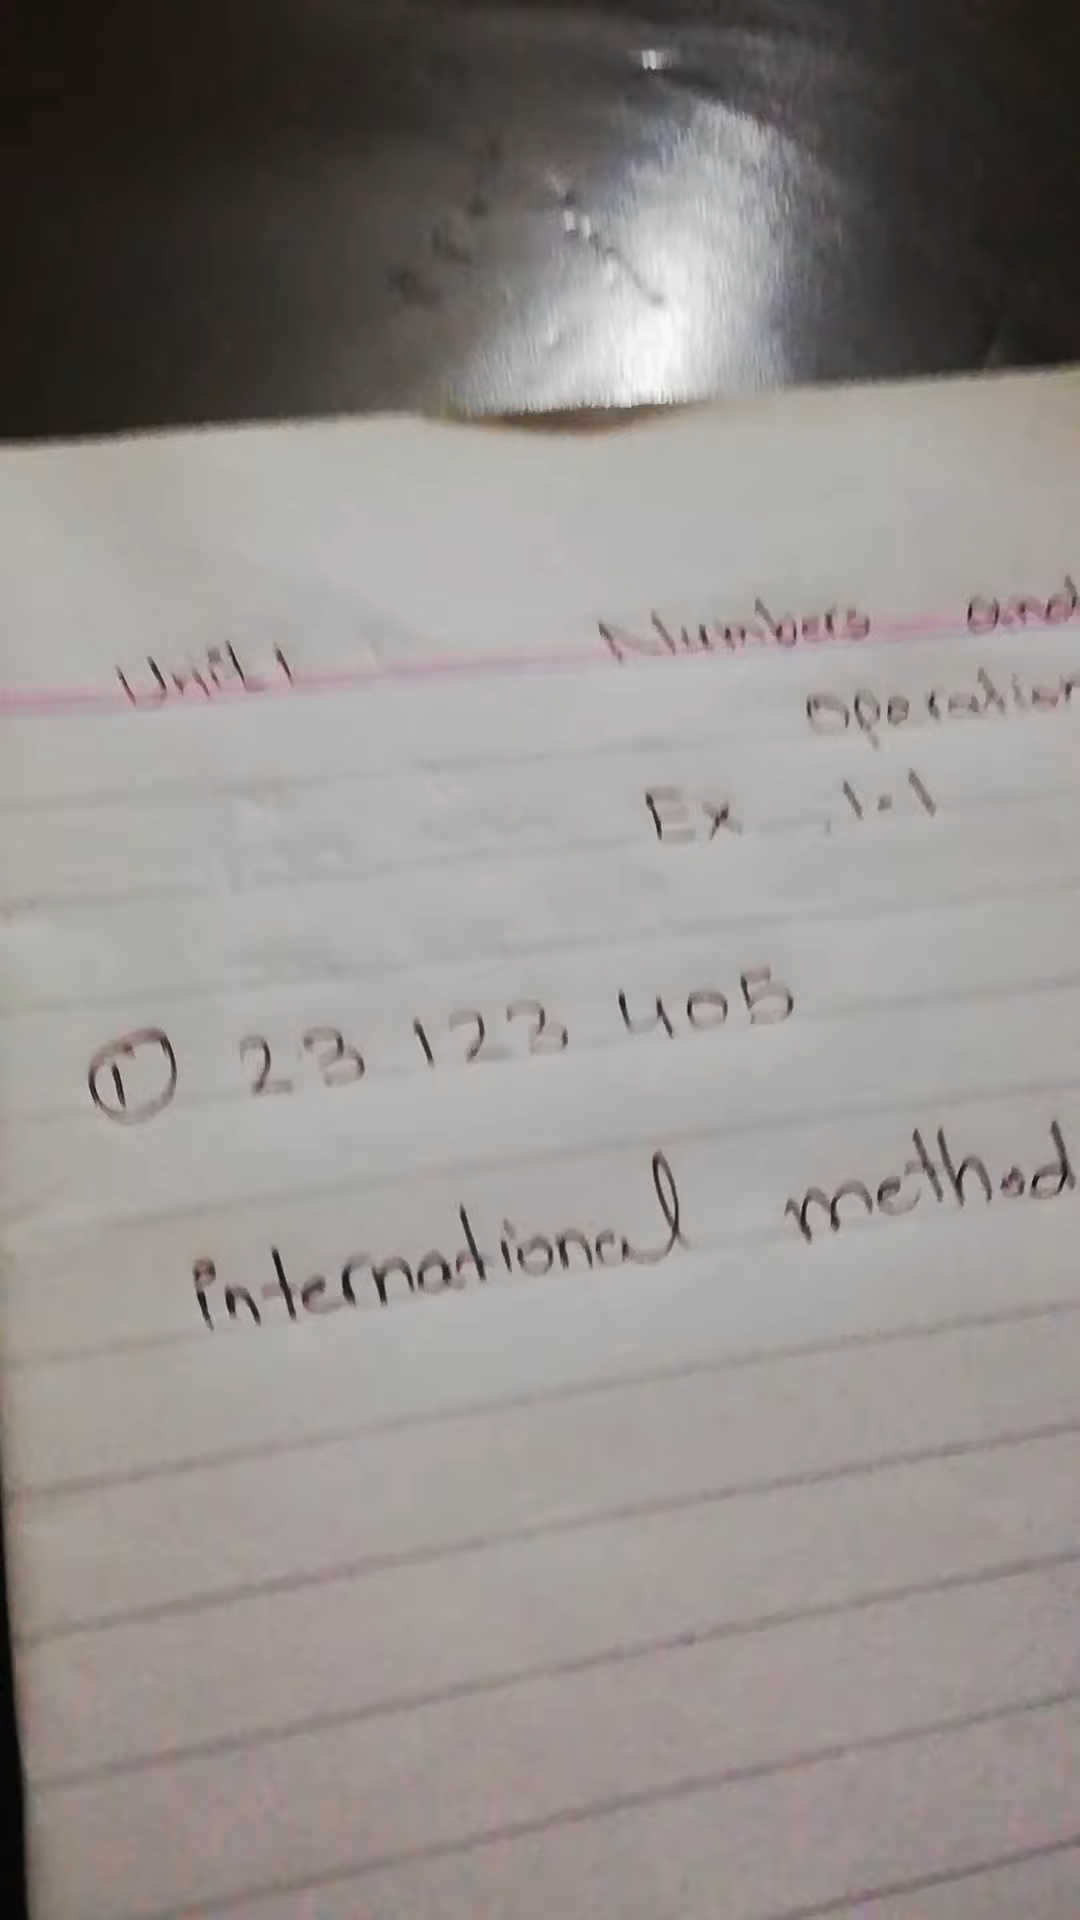 Unit 1 Numbers and
operation
Ex 1.1
① 23 123 405
international method